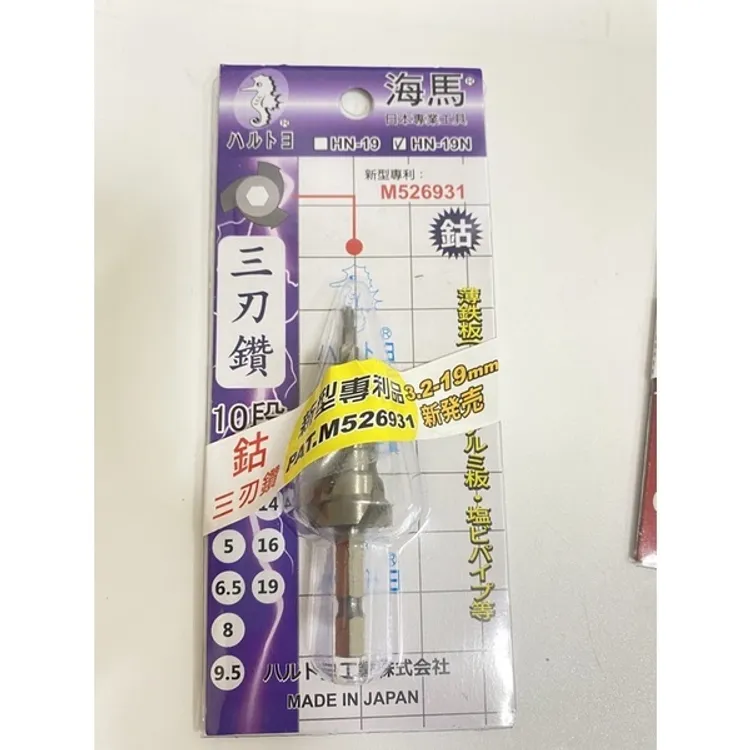 海馬®
日本專業工具
®
ハルトヨ
HN-19
HN-19N
新型專利：
M526931
鈷
三刃鑽
薄鉄板
ルミ板・塩ビパイプ等
3.2-19mm
新発売
新型專利品
PAT.M526931
10段
鈷
三刃鑽
14
5
16
6.5
19
8
9.5
ハルトヨ工業株式会社
MADE IN JAPAN